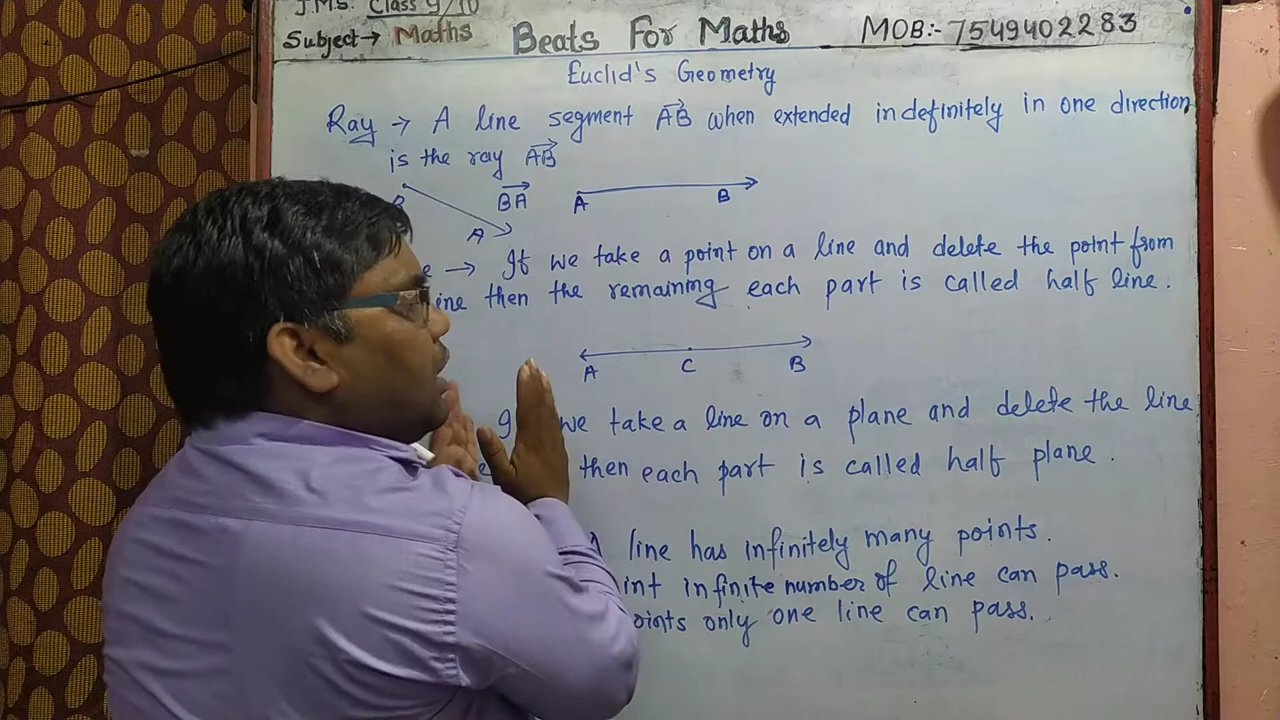 J.M.S. Class 9/10
Subject → Maths Beats For Maths MOB:- 7549402283
Euclid's Geometry
Ray → A line segment AB when extended indefinitely in one direction
is the ray AB
B A BA A B
→ If we take a point on a line and delete the point from
then the remaining each part is called half line.
A C B
we take a line on a plane and delete the line
then each part is called half plane.
line has infinitely many points.
infinite number of line can pass.
only one line can pass.